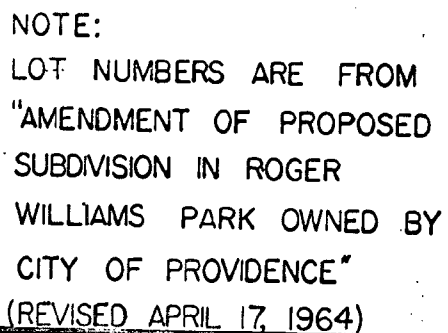 NOTE:
LOT NUMBERS ARE FROM
"AMENDMENT OF PROPOSED
SUBDIVISION IN ROGER
WILLIAMS PARK OWNED BY
CITY OF PROVIDENCE"
(REVISED APRIL 17, 1964)